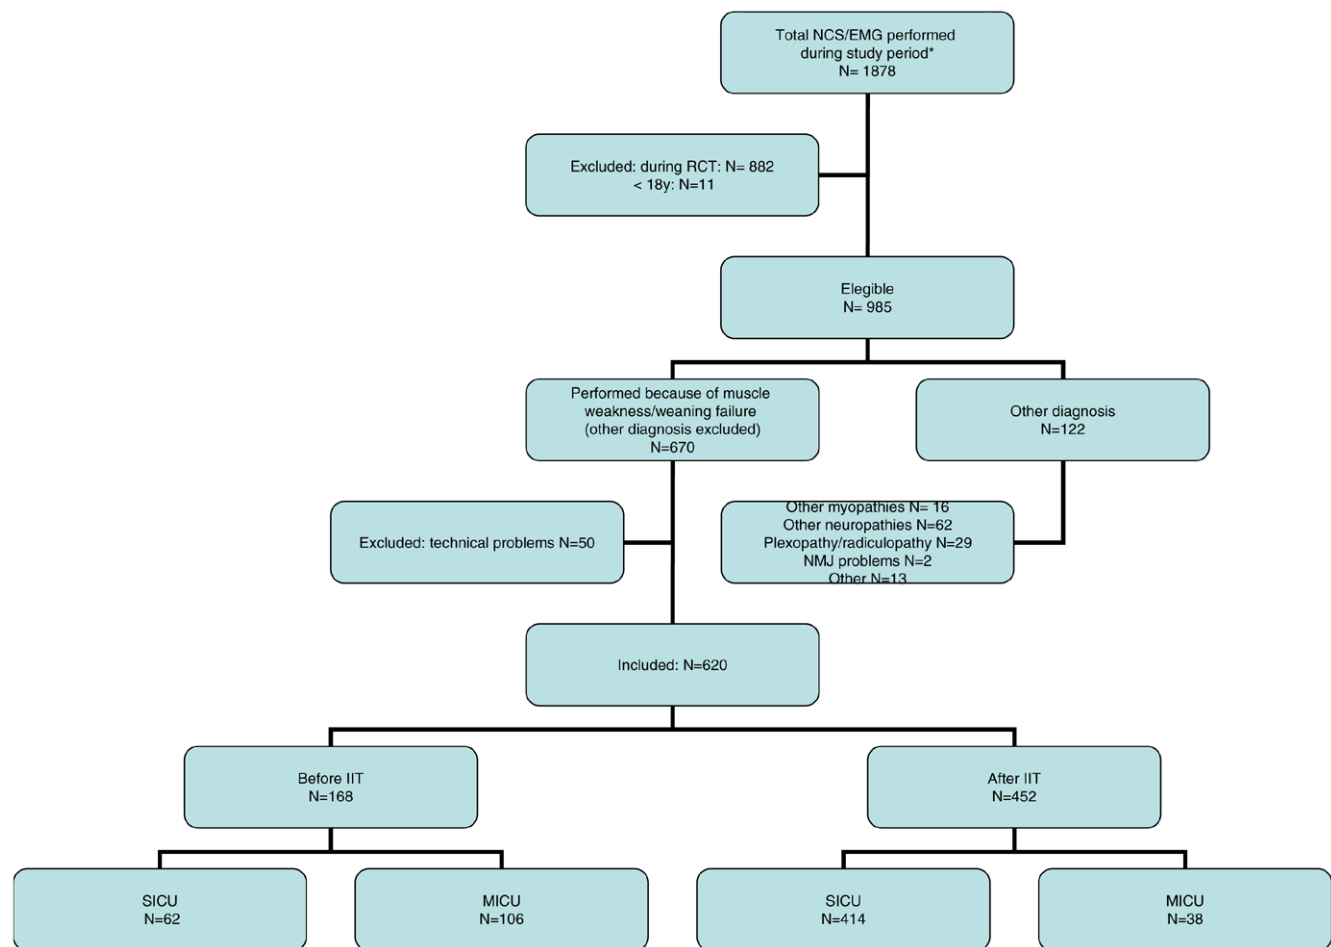 Total NCS/EMG performed
during study period*
N= 1878
Excluded: during RCT: N= 882
< 18y: N=11
Elegible
N= 985
Performed because of muscle
weakness/weaning failure
(other diagnosis excluded)
N=670
Other diagnosis
N=122
Excluded: technical problems N=50
Other myopathies N= 16
Other neuropathies N=62
Plexopathy/radiculopathy N=29
NMJ problems N=2
Other N=13
Included: N=620
Before IIT
N=168
After IIT
N=452
SICU
N=62
MICU
N=106
SICU
N=414
MICU
N=38